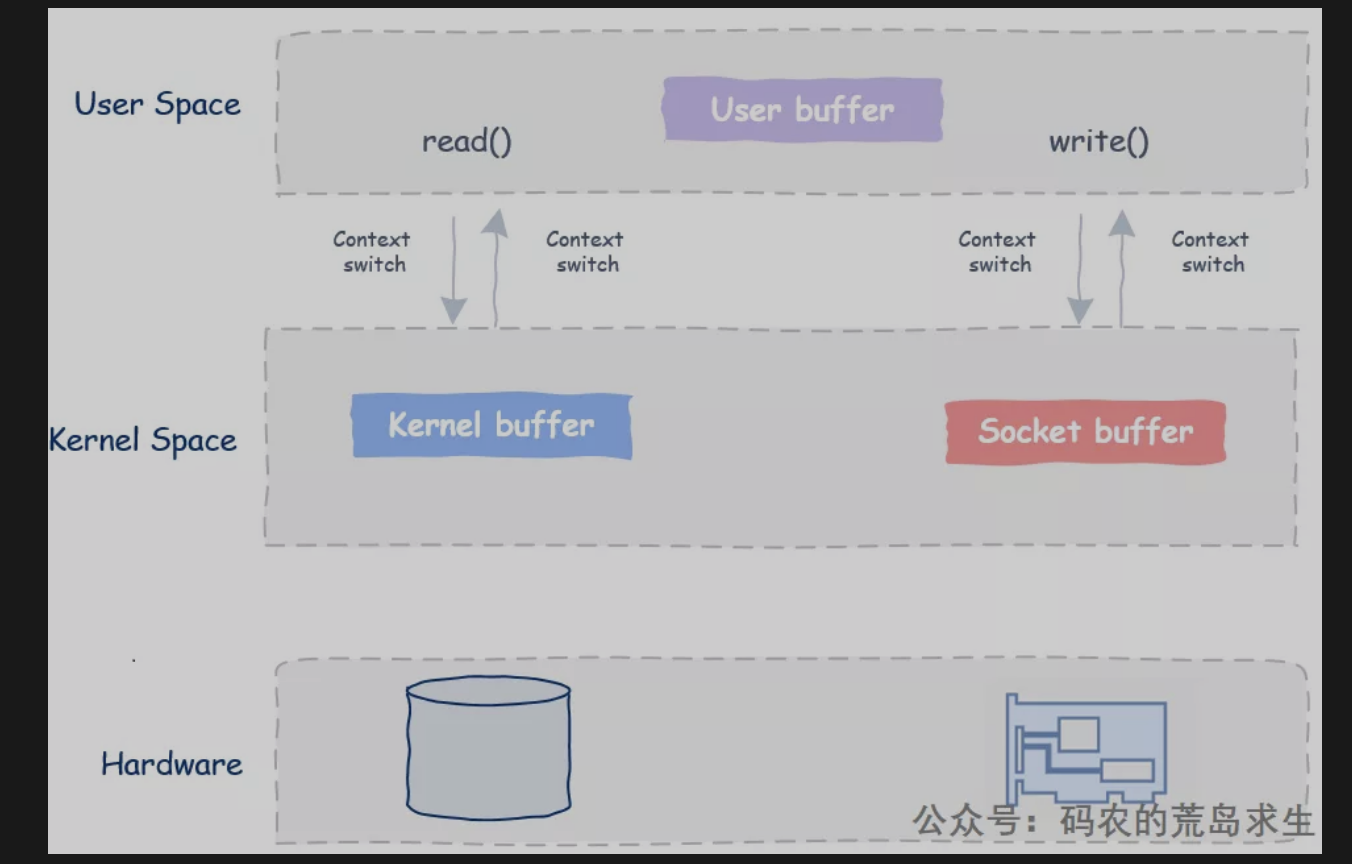 User Space
User buffer
read()
write()
Context
switch
Context
switch
Context
switch
Context
switch
Kernel Space
Kernel buffer
Socket buffer
Hardware
公众号：码农的荒岛求生